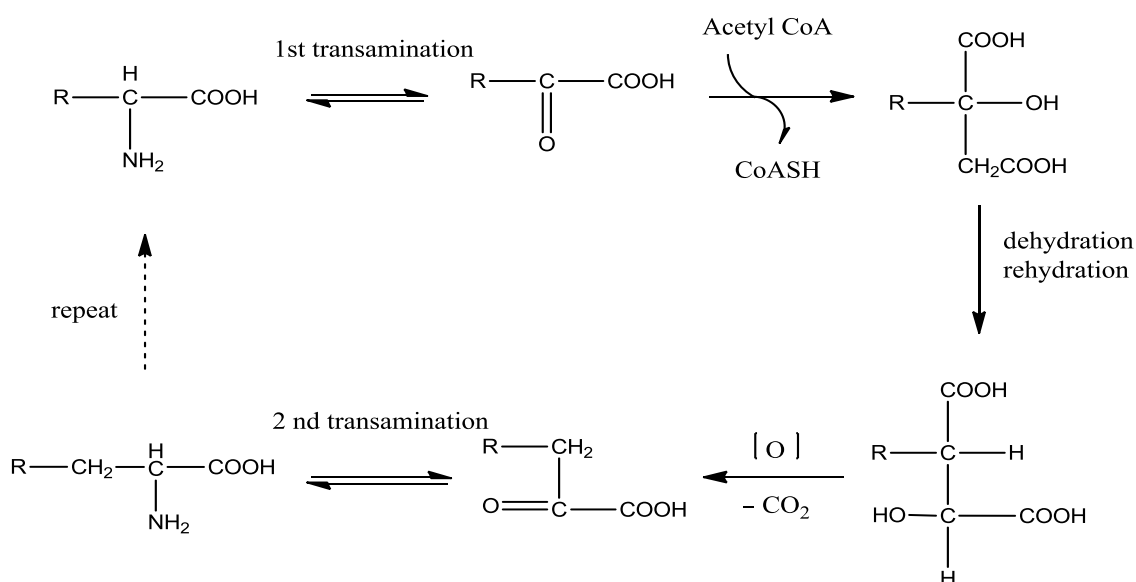 1st transamination
Acetyl CoA
CoASH
H
R C COOH
NH₂
R C COOH
O
COOH
R C OH
CH₂COOH
dehydration
rehydration
repeat
2 nd transamination
[O]
– CO₂
R CH₂ C COOH
H
NH₂
R CH₂
O C COOH
COOH
R C H
HO C COOH
H